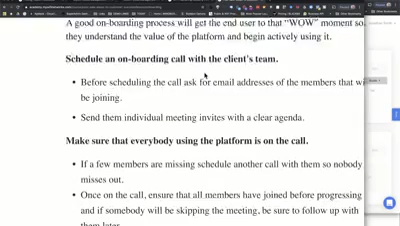 A good on-boarding process will get the end user to that “WOW” moment so
they understand the value of the platform and begin actively using it.
Schedule an on-boarding call with the client's team.
• Before scheduling the call ask for email addresses of the members that wi
be joining.
• Send them individual meeting invites with a clear agenda.
Make sure that everybody using the platform is on the call.
• If a few members are missing schedule another call with them so nobody
misses out.
• Once on the call, ensure that all members have joined before progressing
and if somebody will be skipping the meeting, be sure to follow up with
them later.